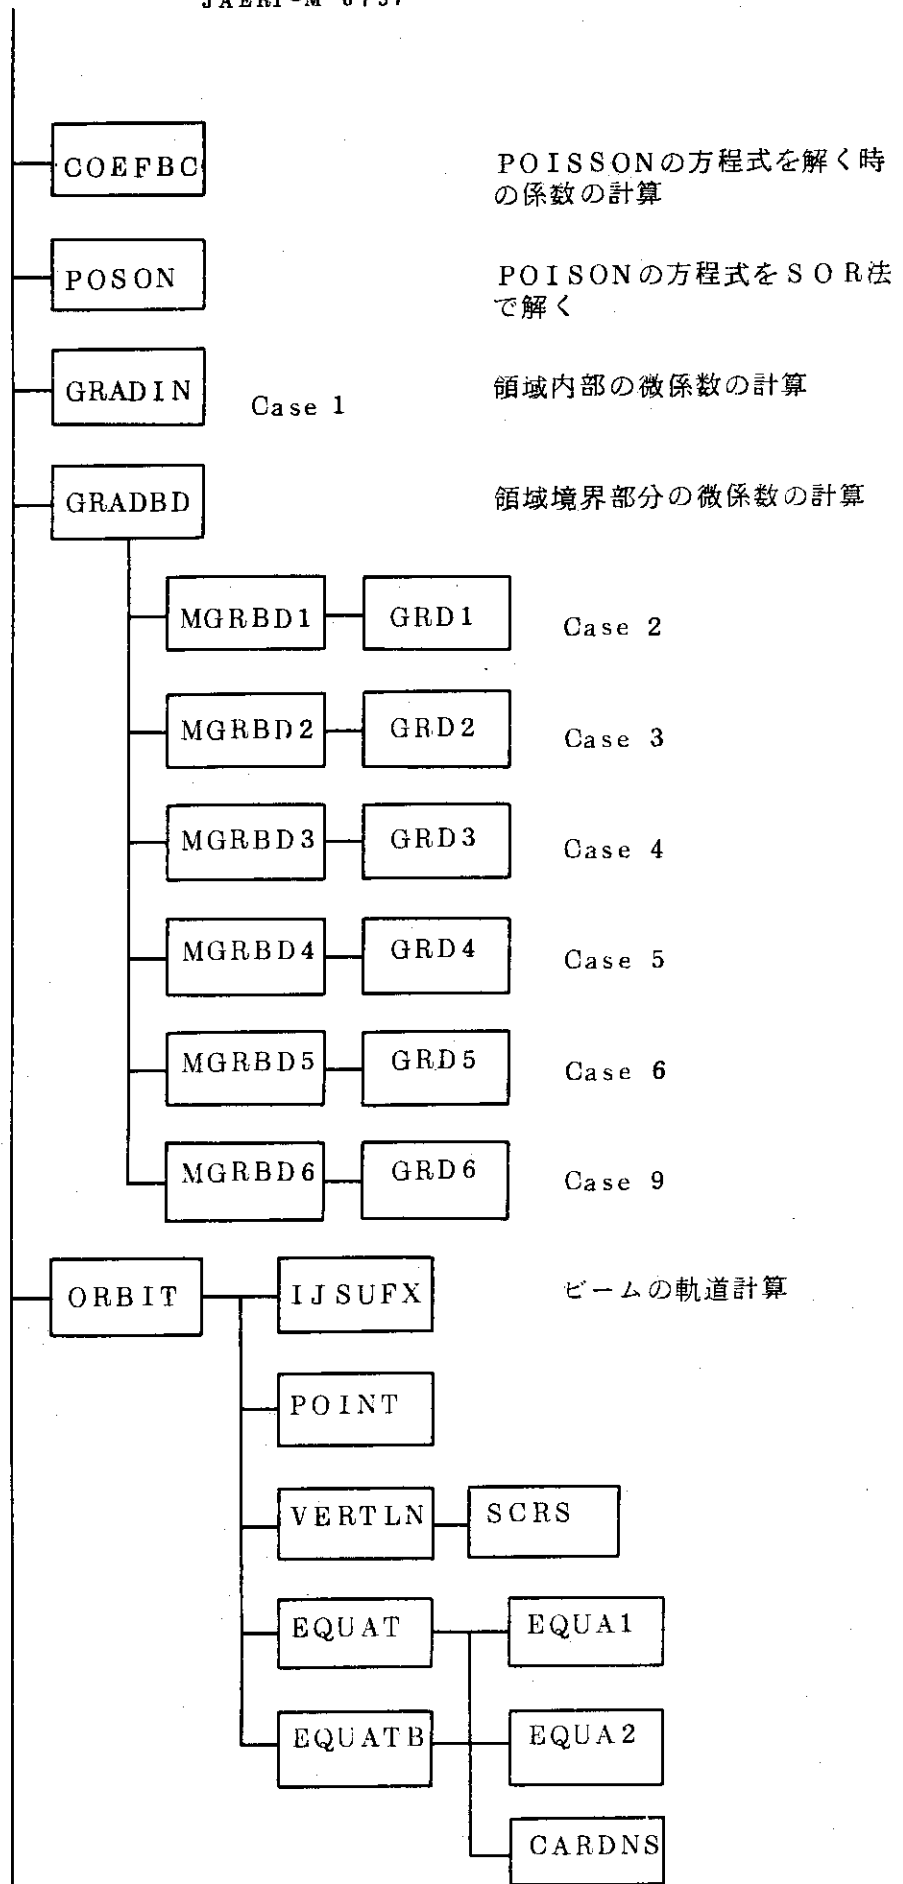 COEFBC
POISSONの方程式を解く時
の係数の計算
POSON
POISONの方程式をSOR法
で解く
GRADIN
Case 1
領域内部の微係数の計算
GRADBD
領域境界部分の微係数の計算
MGRBD1 GRD1 Case 2
MGRBD2 GRD2 Case 3
MGRBD3 GRD3 Case 4
MGRBD4 GRD4 Case 5
MGRBD5 GRD5 Case 6
MGRBD6 GRD6 Case 9
ORBIT IJSUFX ビームの軌道計算
POINT
VERTLN SCRS
EQUAT EQUA1
EQUATB EQUA2
CARDNS